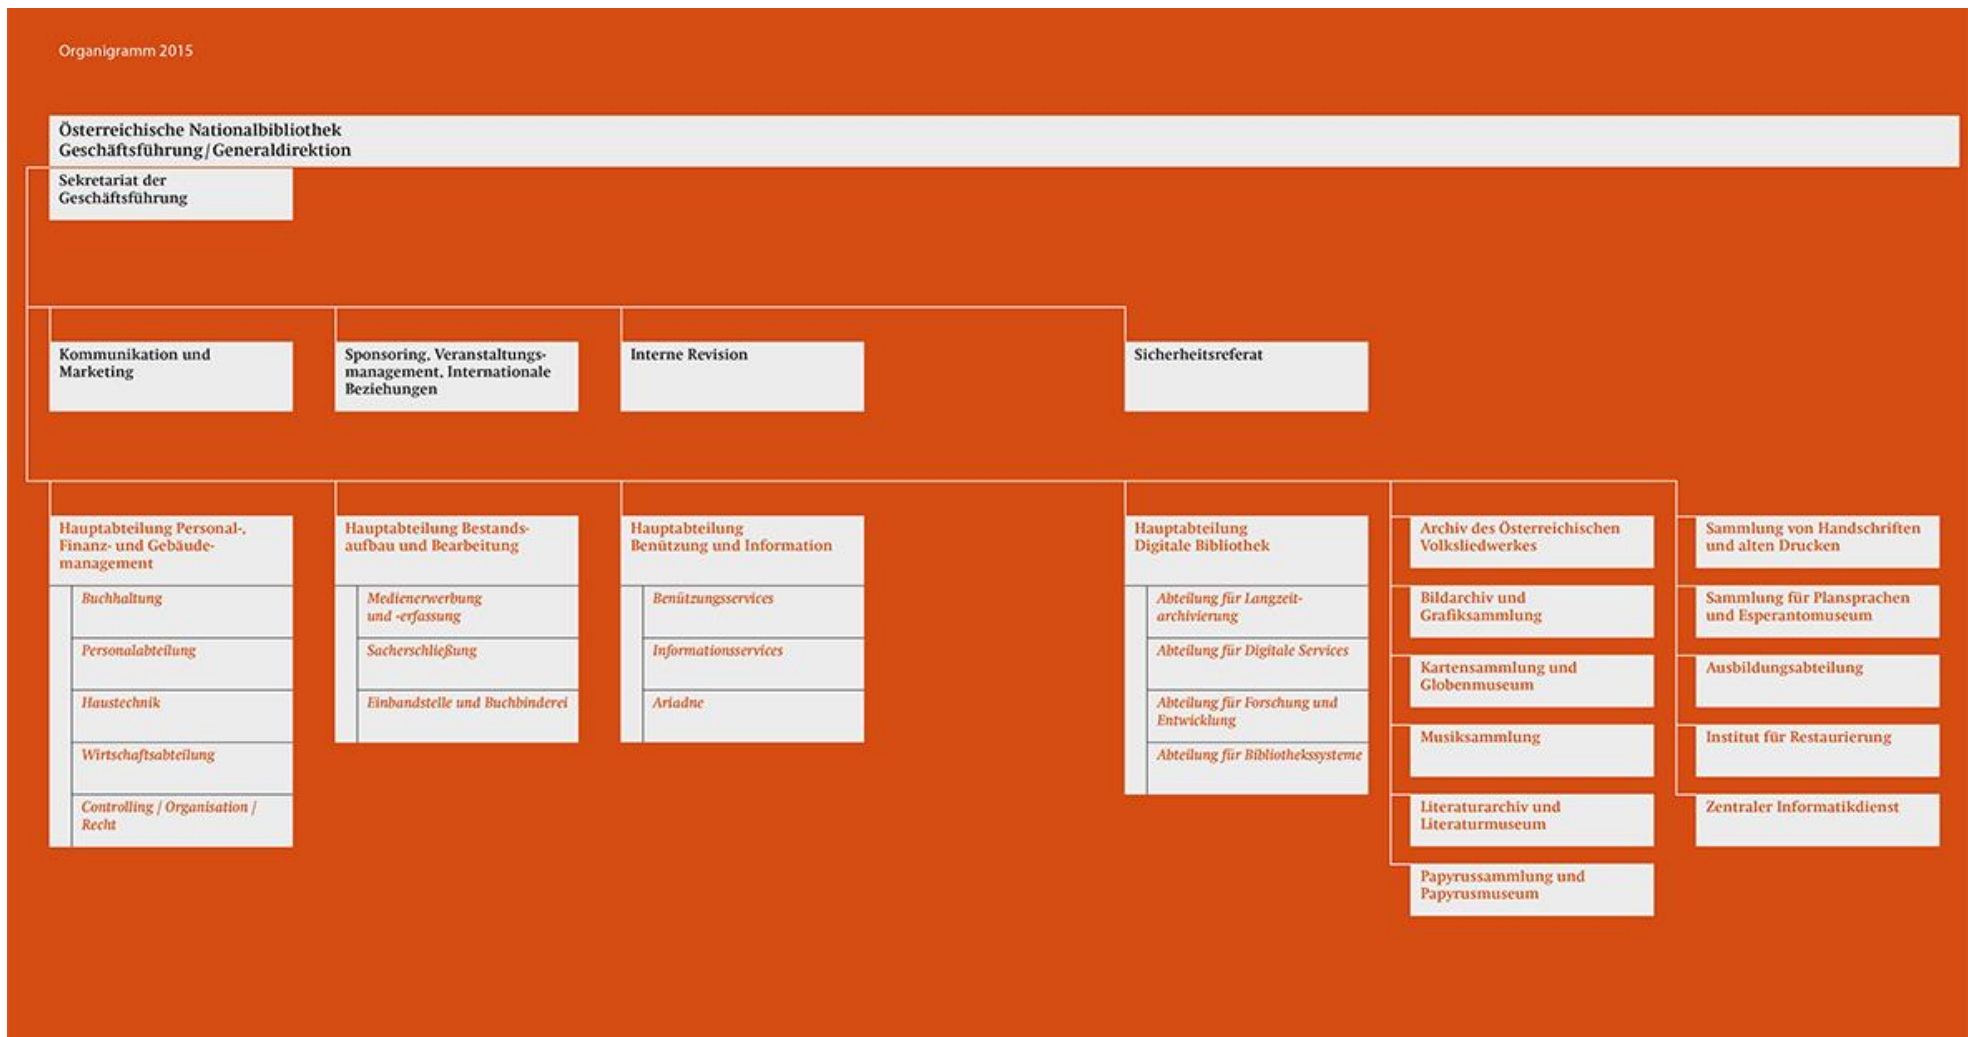 Organigramm 2015
Österreichische Nationalbibliothek
Geschäftsführung / Generaldirektion
Sekretariat der
Geschäftsführung
Kommunikation und
Marketing
Sponsoring, Veranstaltungs-
management, Internationale
Beziehungen
Interne Revision
Sicherheitsreferat
Hauptabteilung Personal-,
Finanz- und Gebäude-
management
Buchhaltung
Personalabteilung
Haustechnik
Wirtschaftsabteilung
Controlling / Organisation /
Recht
Hauptabteilung Bestands-
aufbau und Bearbeitung
Medienerwerbung
und -erfassung
Sacherschließung
Einbandstelle und Buchbinderei
Hauptabteilung
Benützung und Information
Benützungsservices
Informationsservices
Ariadne
Hauptabteilung
Digitale Bibliothek
Abteilung für Langzeit-
archivierung
Abteilung für Digitale Services
Abteilung für Forschung und
Entwicklung
Abteilung für Bibliothekssysteme
Archiv des Österreichischen
Volksliedwerkes
Bildarchiv und
Grafiksammlung
Kartensammlung und
Globenmuseum
Musiksammlung
Literaturarchiv und
Literaturmuseum
Papyrussammlung und
Papyrusmuseum
Sammlung von Handschriften
und alten Drucken
Sammlung für Plansprachen
und Esperantomuseum
Ausbildungsabteilung
Institut für Restaurierung
Zentraler Informatikdienst